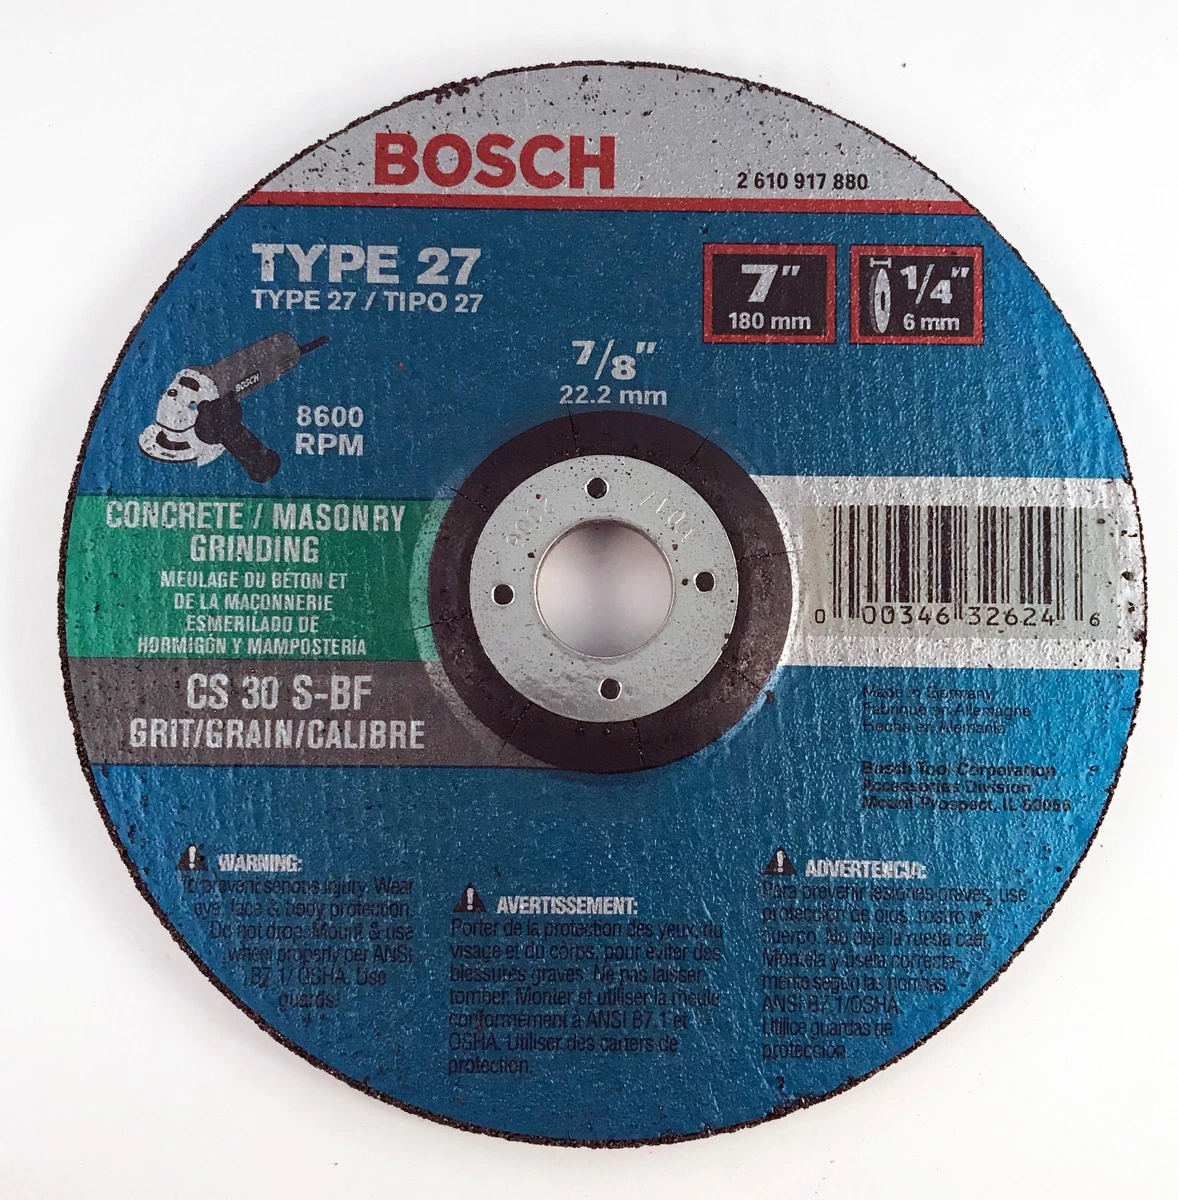 BOSCH
2 610 917 880
TYPE 27
TYPE 27 / TIPO 27
7"
180 mm
1/4"
6 mm
7/8"
22.2 mm
BOSCH
8600
RPM
CONCRETE / MASONRY
GRINDING
MEULAGE DU BETON ET
DE LA MAÇONNERIE
ESMERILADO DE
HORMIGÓN Y MAMPOSTERÍA
CS 30 S-BF
GRIT/GRAIN/CALIBRE
V01/
2006
0 00346 32624 6
Made in Germany
Fabriqué en Allemagne
Hecho en Alemania
Bosch Tool Corporation
Accessories Division
Mount Prospect, IL 60056
WARNING:
To prevent serious injury. Wear
eye, face & body protection.
Do not drop. Mount & use
wheel properly per ANSI
B7.1/ OSHA. Use
guards.
AVERTISSEMENT:
Porter de la protection des yeux, du
visage et du corps, pour éviter des
blessures graves. Ne pas laisser
tomber. Monter et utiliser la meule
conformément à ANSI B7.1 et
OSHA. Utiliser des carters de
protection.
ADVERTENCIA:
Para prevenir lesiones graves, use
protección de ojos, rostro y
cuerpo. No deje la rueda caer.
Móntela y úsela correcta-
mente según las normas
ANSI B7.1/OSHA.
Utilice guardas de
protección.